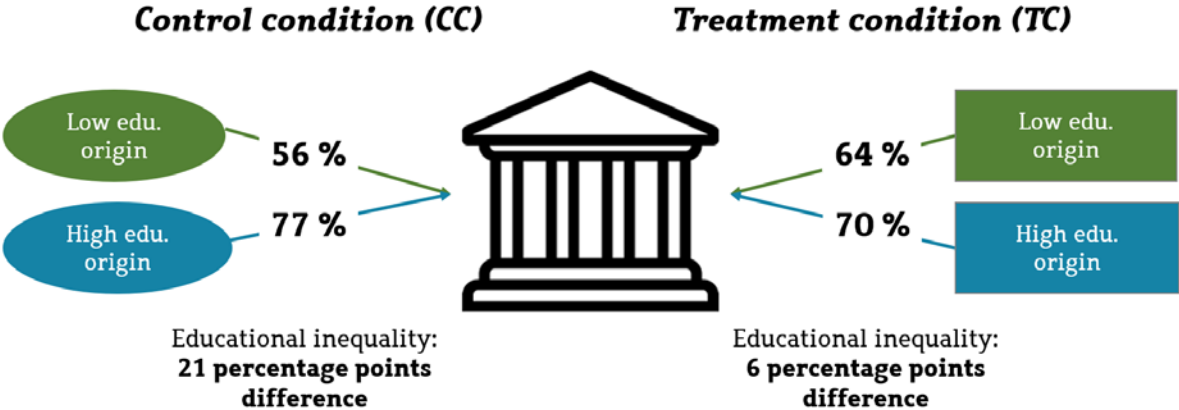 Control condition (CC)
Treatment condition (TC)
Low edu.
origin
56 %
64 %
Low edu.
origin
High edu.
origin
77 %
70 %
High edu.
origin
Educational inequality:
21 percentage points
difference
Educational inequality:
6 percentage points
difference